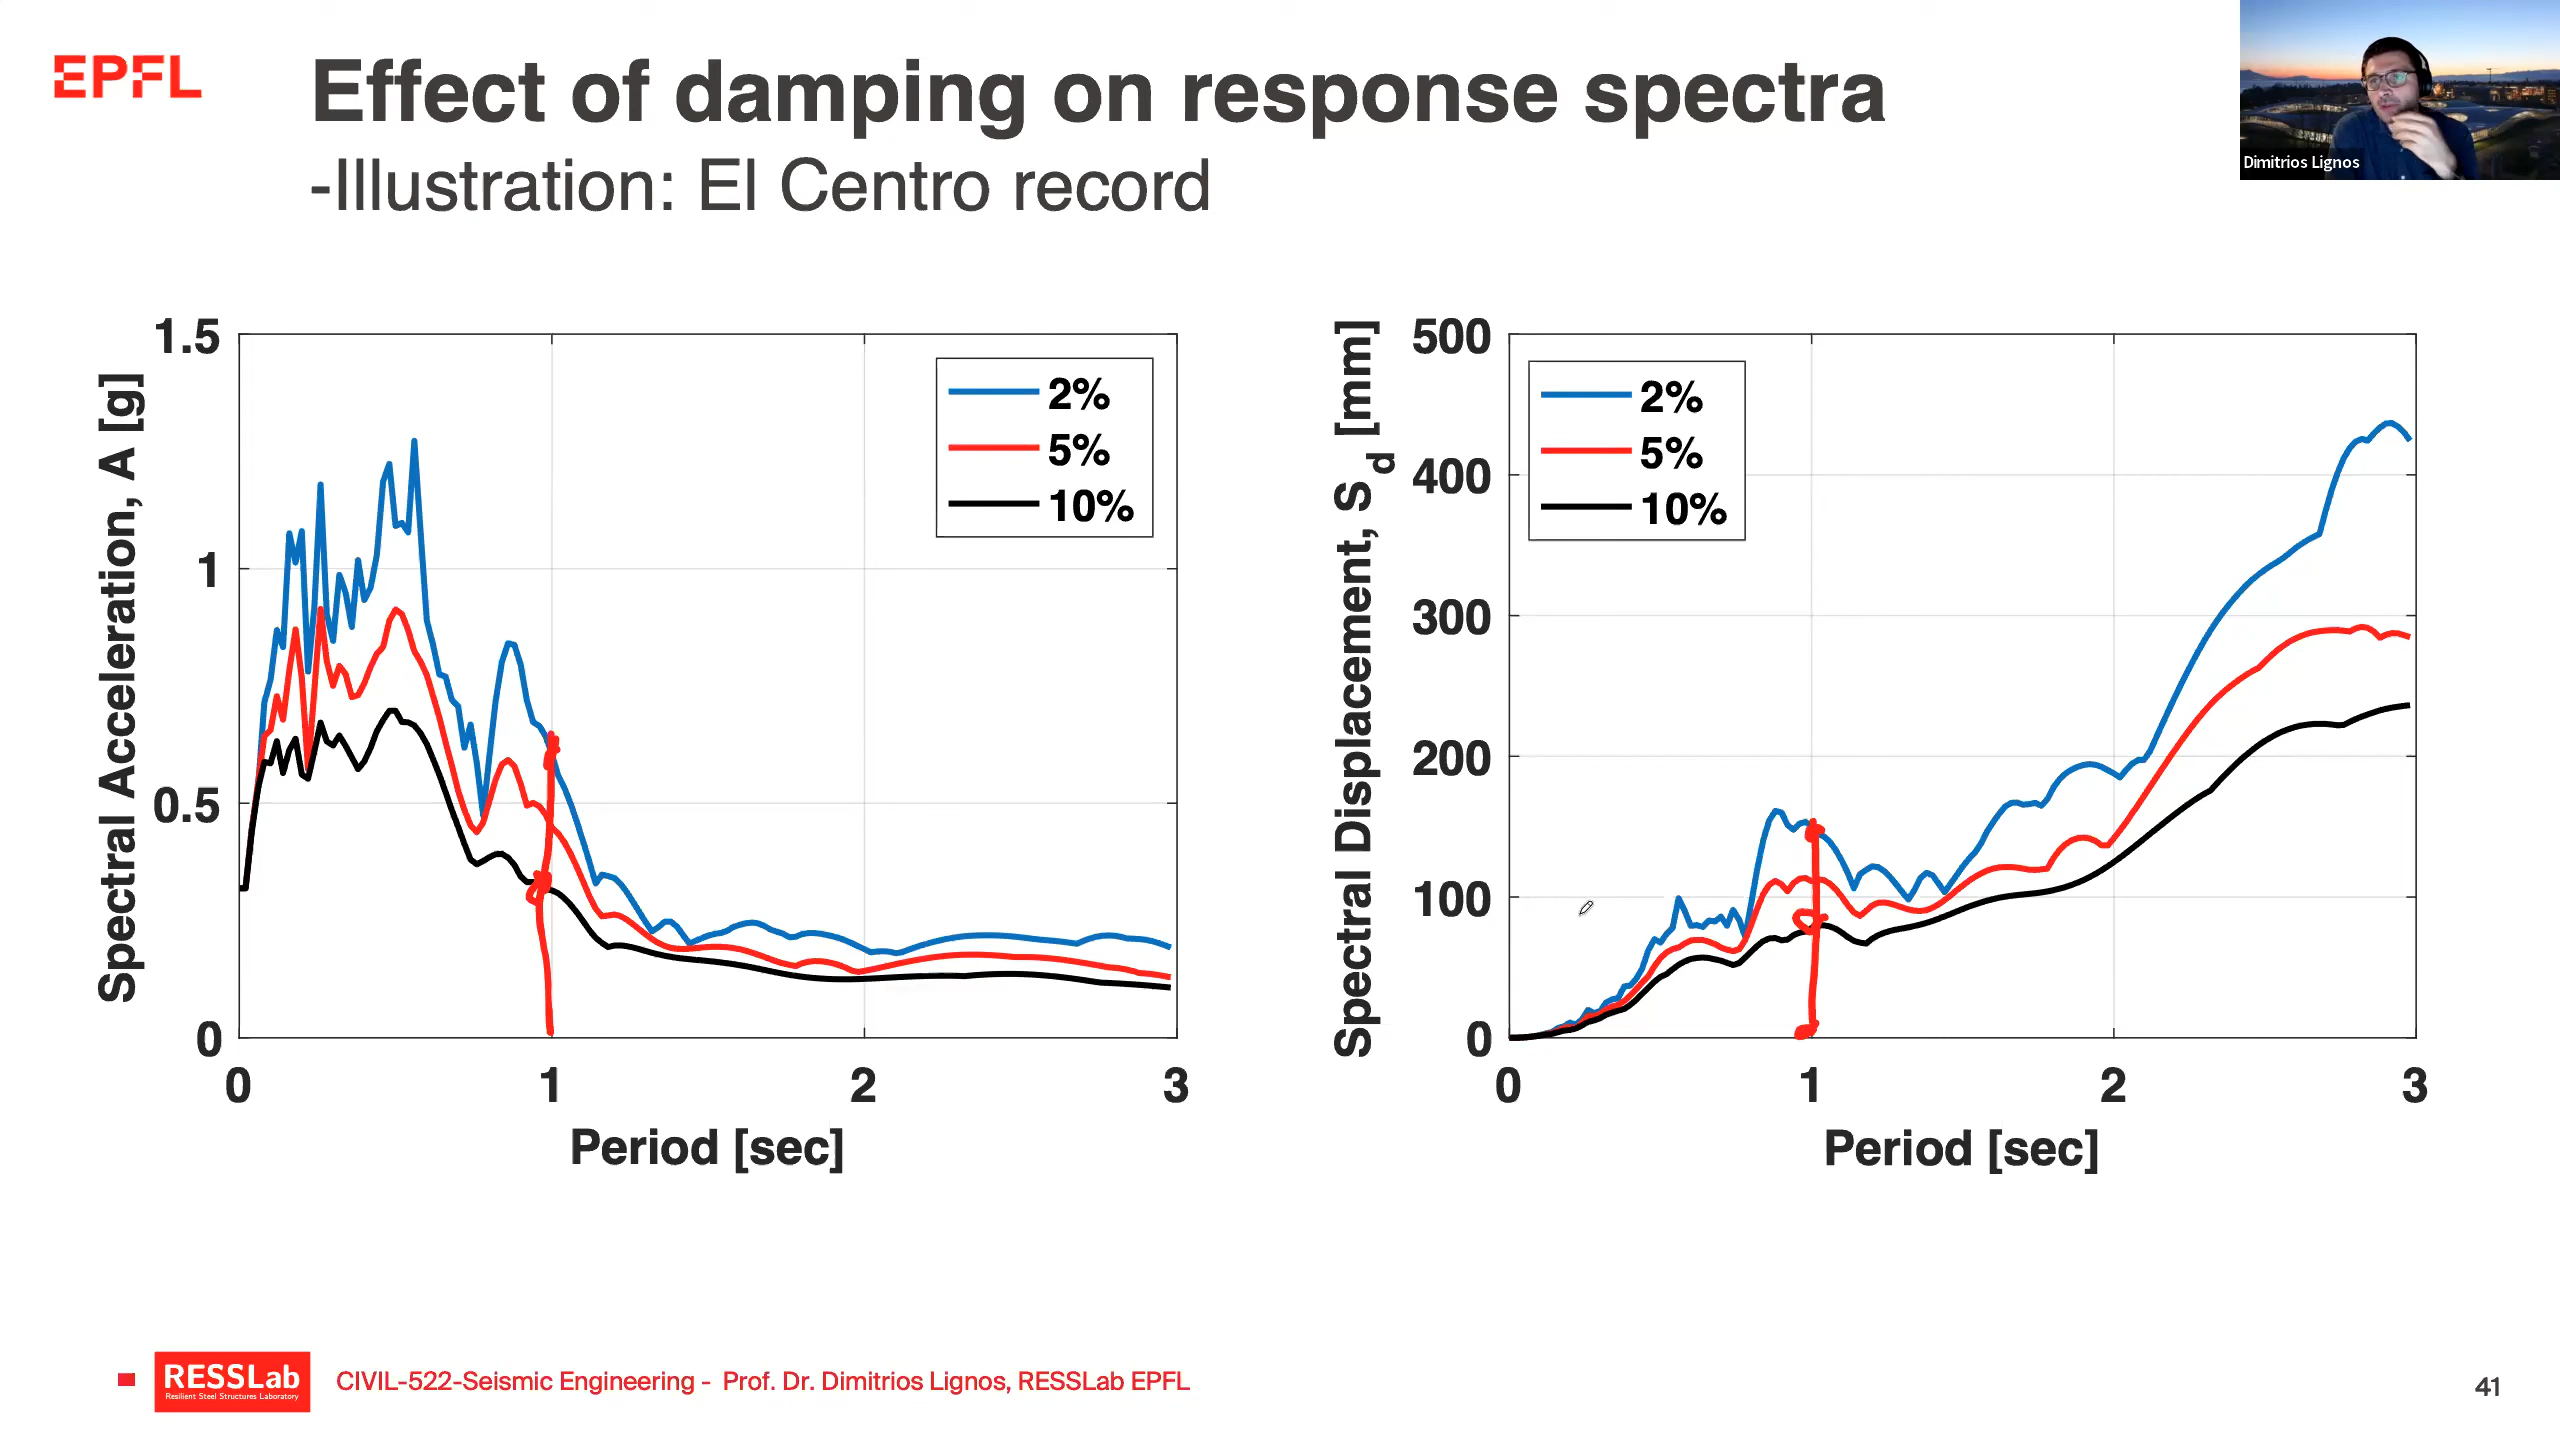 EPFL
Effect of damping on response spectra
-Illustration: El Centro record
Dimitrios Lignos
Spectral Acceleration, A [g]
1.5
1
0.5
0
2%
5%
10%
0 1 2 3
Period [sec]
Spectral Displacement, Sd [mm]
500
400
300
200
100
0
2%
5%
10%
0 1 2 3
Period [sec]
RESSLab
Resilient Steel Structures Laboratory
CIVIL-522-Seismic Engineering - Prof. Dr. Dimitrios Lignos, RESSLab EPFL
41